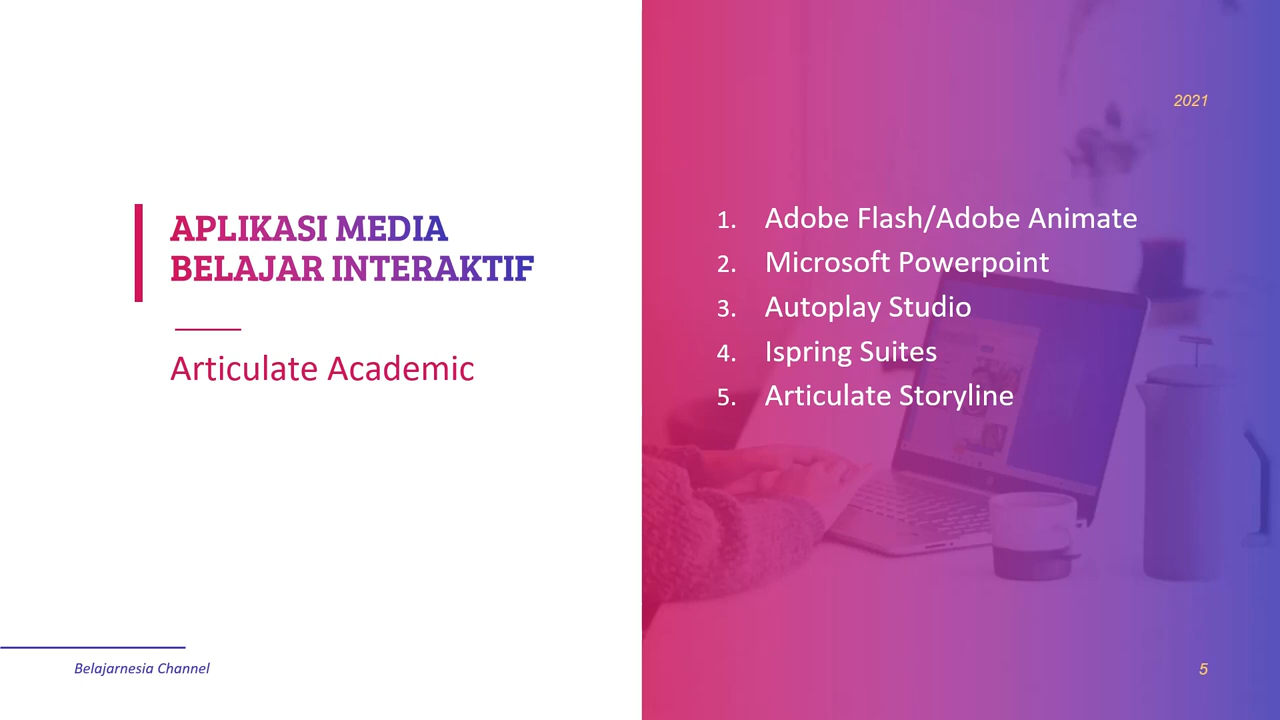 APLIKASI MEDIA
BELAJAR INTERAKTIF
Articulate Academic
Belajarnesia Channel
2021
1. Adobe Flash/Adobe Animate
2. Microsoft Powerpoint
3. Autoplay Studio
4. Ispring Suites
5. Articulate Storyline
5